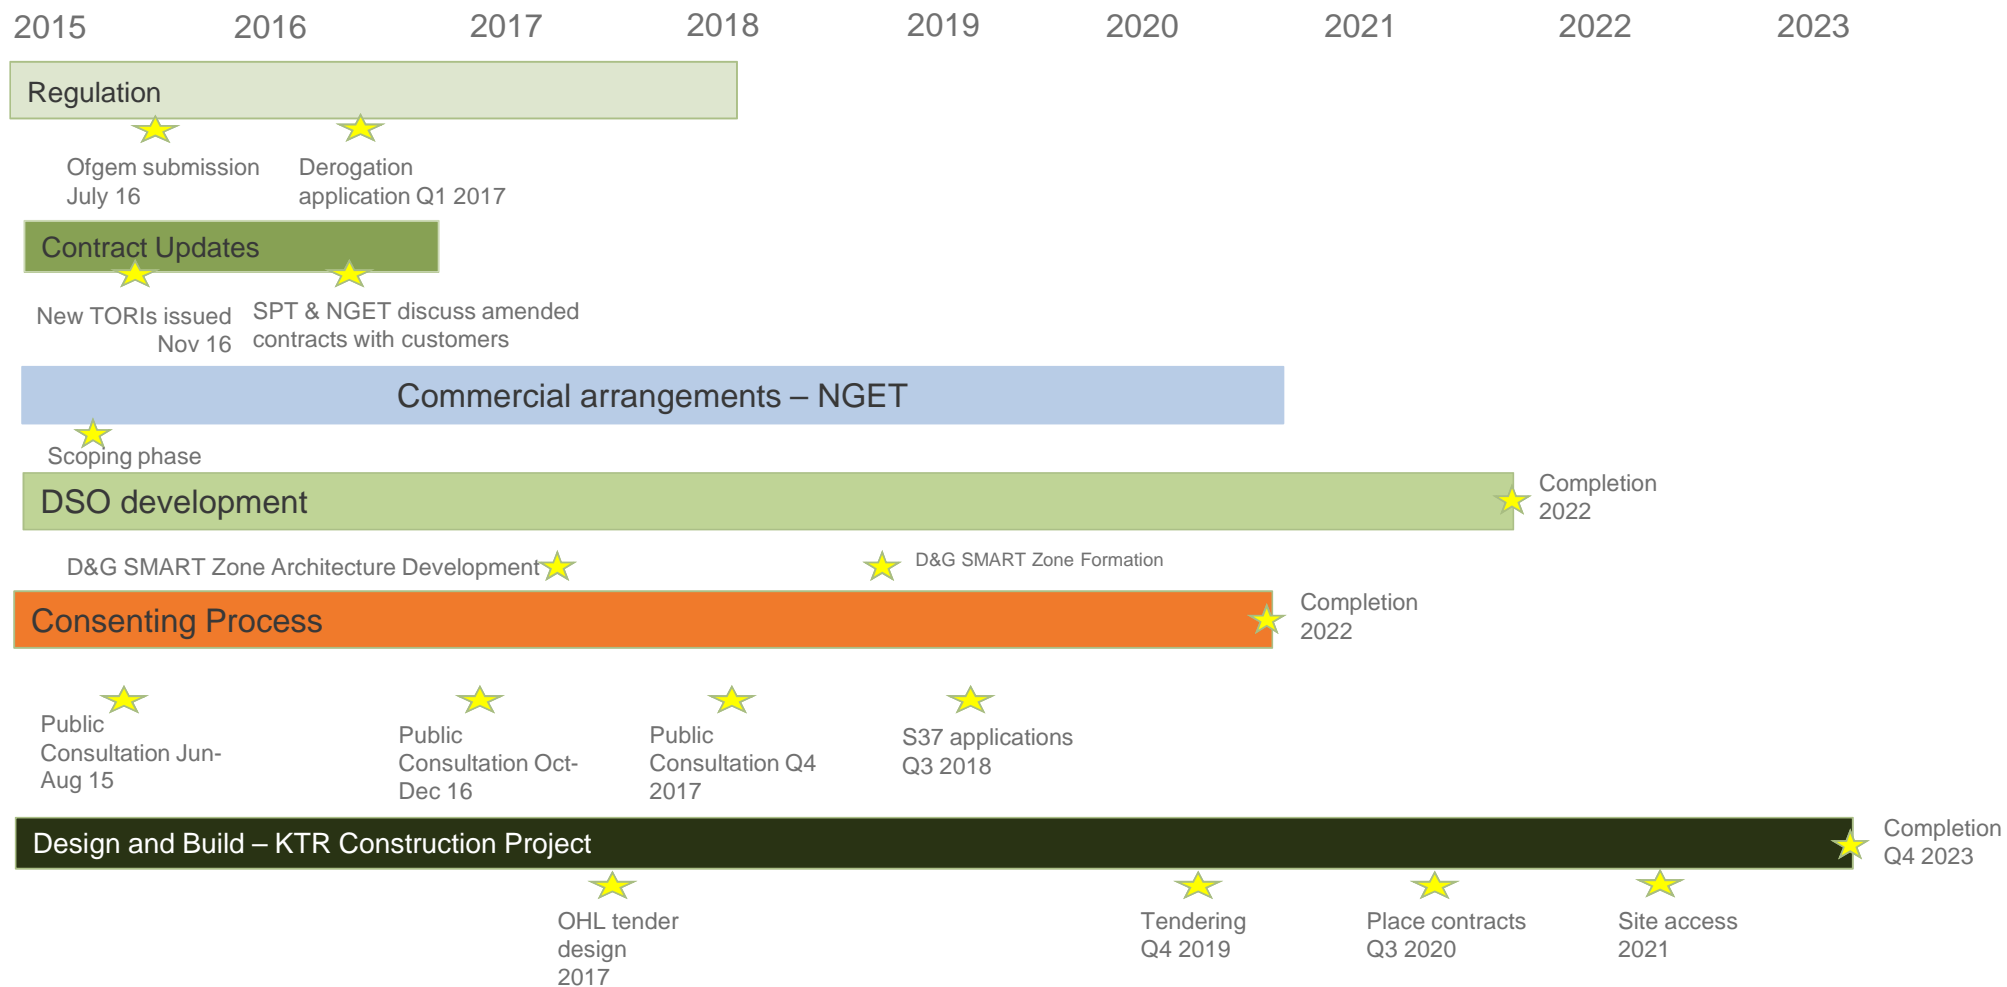 2015 2016 2017 2018 2019 2020 2021 2022 2023
Regulation
Ofgem submission
July 16
Derogation
application Q1 2017
Contract Updates
New TORIs issued
Nov 16
SPT & NGET discuss amended
contracts with customers
Commercial arrangements – NGET
Scoping phase
DSO development
Completion
2022
D&G SMART Zone Architecture Development
D&G SMART Zone Formation
Consenting Process
Completion
2022
Public
Consultation Jun-
Aug 15
Public
Consultation Oct-
Dec 16
Public
Consultation Q4
2017
S37 applications
Q3 2018
Design and Build – KTR Construction Project
Completion
Q4 2023
OHL tender
design
2017
Tendering
Q4 2019
Place contracts
Q3 2020
Site access
2021